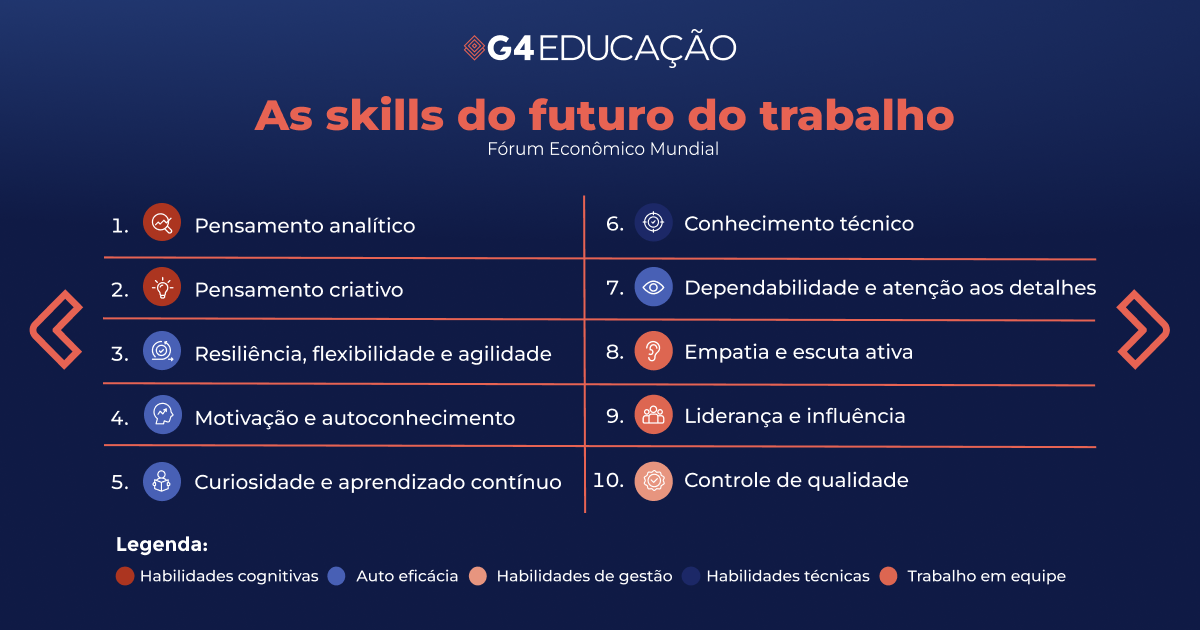 G4 EDUCAÇÃO
As skills do futuro do trabalho
Fórum Econômico Mundial
1. Pensamento analítico
2. Pensamento criativo
3. Resiliência, flexibilidade e agilidade
4. Motivação e autoconhecimento
5. Curiosidade e aprendizado contínuo
6. Conhecimento técnico
7. Dependabilidade e atenção aos detalhes
8. Empatia e escuta ativa
9. Liderança e influência
10. Controle de qualidade
Legenda:
Habilidades cognitivas Auto eficácia Habilidades de gestão Habilidades técnicas Trabalho em equipe